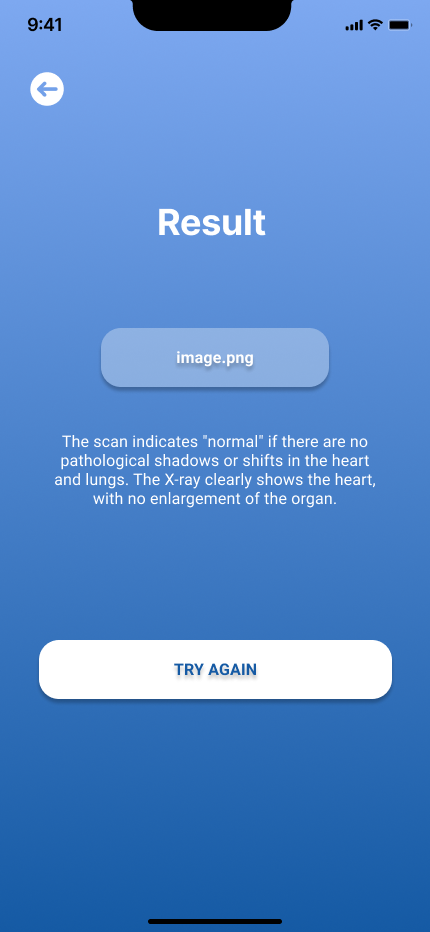 9:41
Result
image.png
The scan indicates "normal" if there are no
pathological shadows or shifts in the heart
and lungs. The X-ray clearly shows the heart,
with no enlargement of the organ.
TRY AGAIN